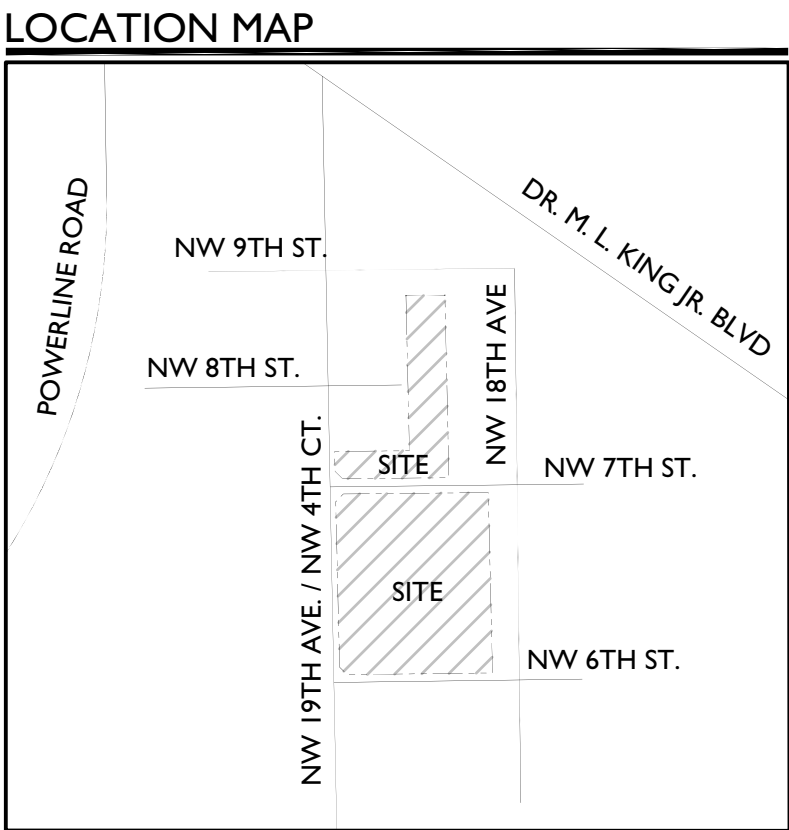 LOCATION MAP
POWERLINE ROAD
DR. M. L. KING JR. BLVD
NW 9TH ST.
NW 18TH AVE
NW 8TH ST.
NW 19TH AVE. / NW 4TH CT.
SITE
NW 7TH ST.
SITE
NW 6TH ST.